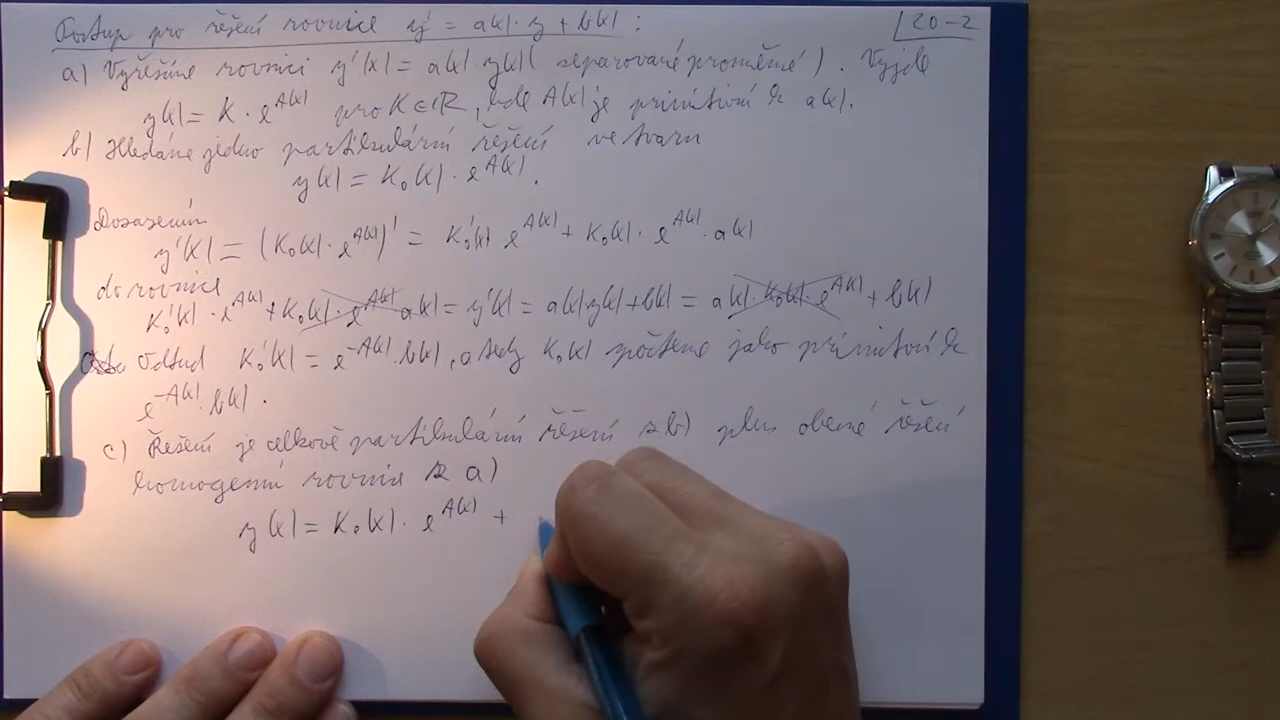 Postup pro řešení rovnice y' = a(x)·y + b(x) :
20-2
a) Vyřešíme rovnici y'(x) = a(x)·y(x) (separované proměnné). Vyjde
y(x) = K · e^{A(x)} pro K ∈ ℝ, kde A(x) je primitivní k a(x).
b) Hledáme jedno partikulární řešení ve tvaru
y(x) = K₀(x) · e^{A(x)}.
Dosazením
y'(x) = (K₀(x) · e^{A(x)})' = K₀'(x) e^{A(x)} + K₀(x) · e^{A(x)} · a(x)
do rovnice
K₀'(x) · e^{A(x)} + K₀(x) · e^{A(x)} a(x) = y'(x) = a(x) y(x) + b(x) = a(x) · K₀(x) · e^{A(x)} + b(x)
Odtud K₀'(x) = e^{-A(x)} · b(x), a tedy K₀(x) spočteme jako primitivní k
e^{-A(x)} · b(x) .
c) Řešení je celkově partikulární řešení z b) plus obecné řešení
homogenní rovnice z a)
y(x) = K₀(x) · e^{A(x)} +